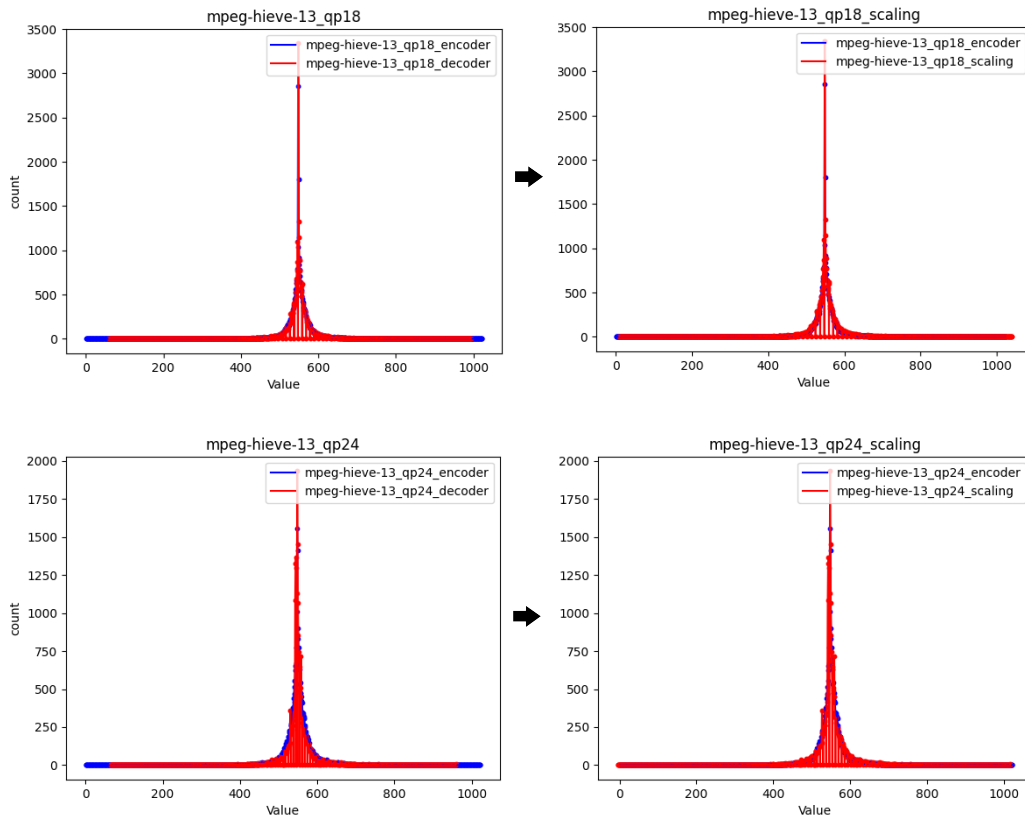 mpeg-hieve-13_qp18
mpeg-hieve-13_qp18_encoder
mpeg-hieve-13_qp18_decoder
3500
3000
2500
2000
1500
1000
500
0
count
0 200 400 600 800 1000
Value
mpeg-hieve-13_qp18_scaling
mpeg-hieve-13_qp18_encoder
mpeg-hieve-13_qp18_scaling
3500
3000
2500
2000
1500
1000
500
0
0 200 400 600 800 1000
Value
mpeg-hieve-13_qp24
mpeg-hieve-13_qp24_encoder
mpeg-hieve-13_qp24_decoder
2000
1750
1500
1250
1000
750
500
250
0
count
0 200 400 600 800 1000
Value
mpeg-hieve-13_qp24_scaling
mpeg-hieve-13_qp24_encoder
mpeg-hieve-13_qp24_scaling
2000
1750
1500
1250
1000
750
500
250
0
0 200 400 600 800 1000
Value